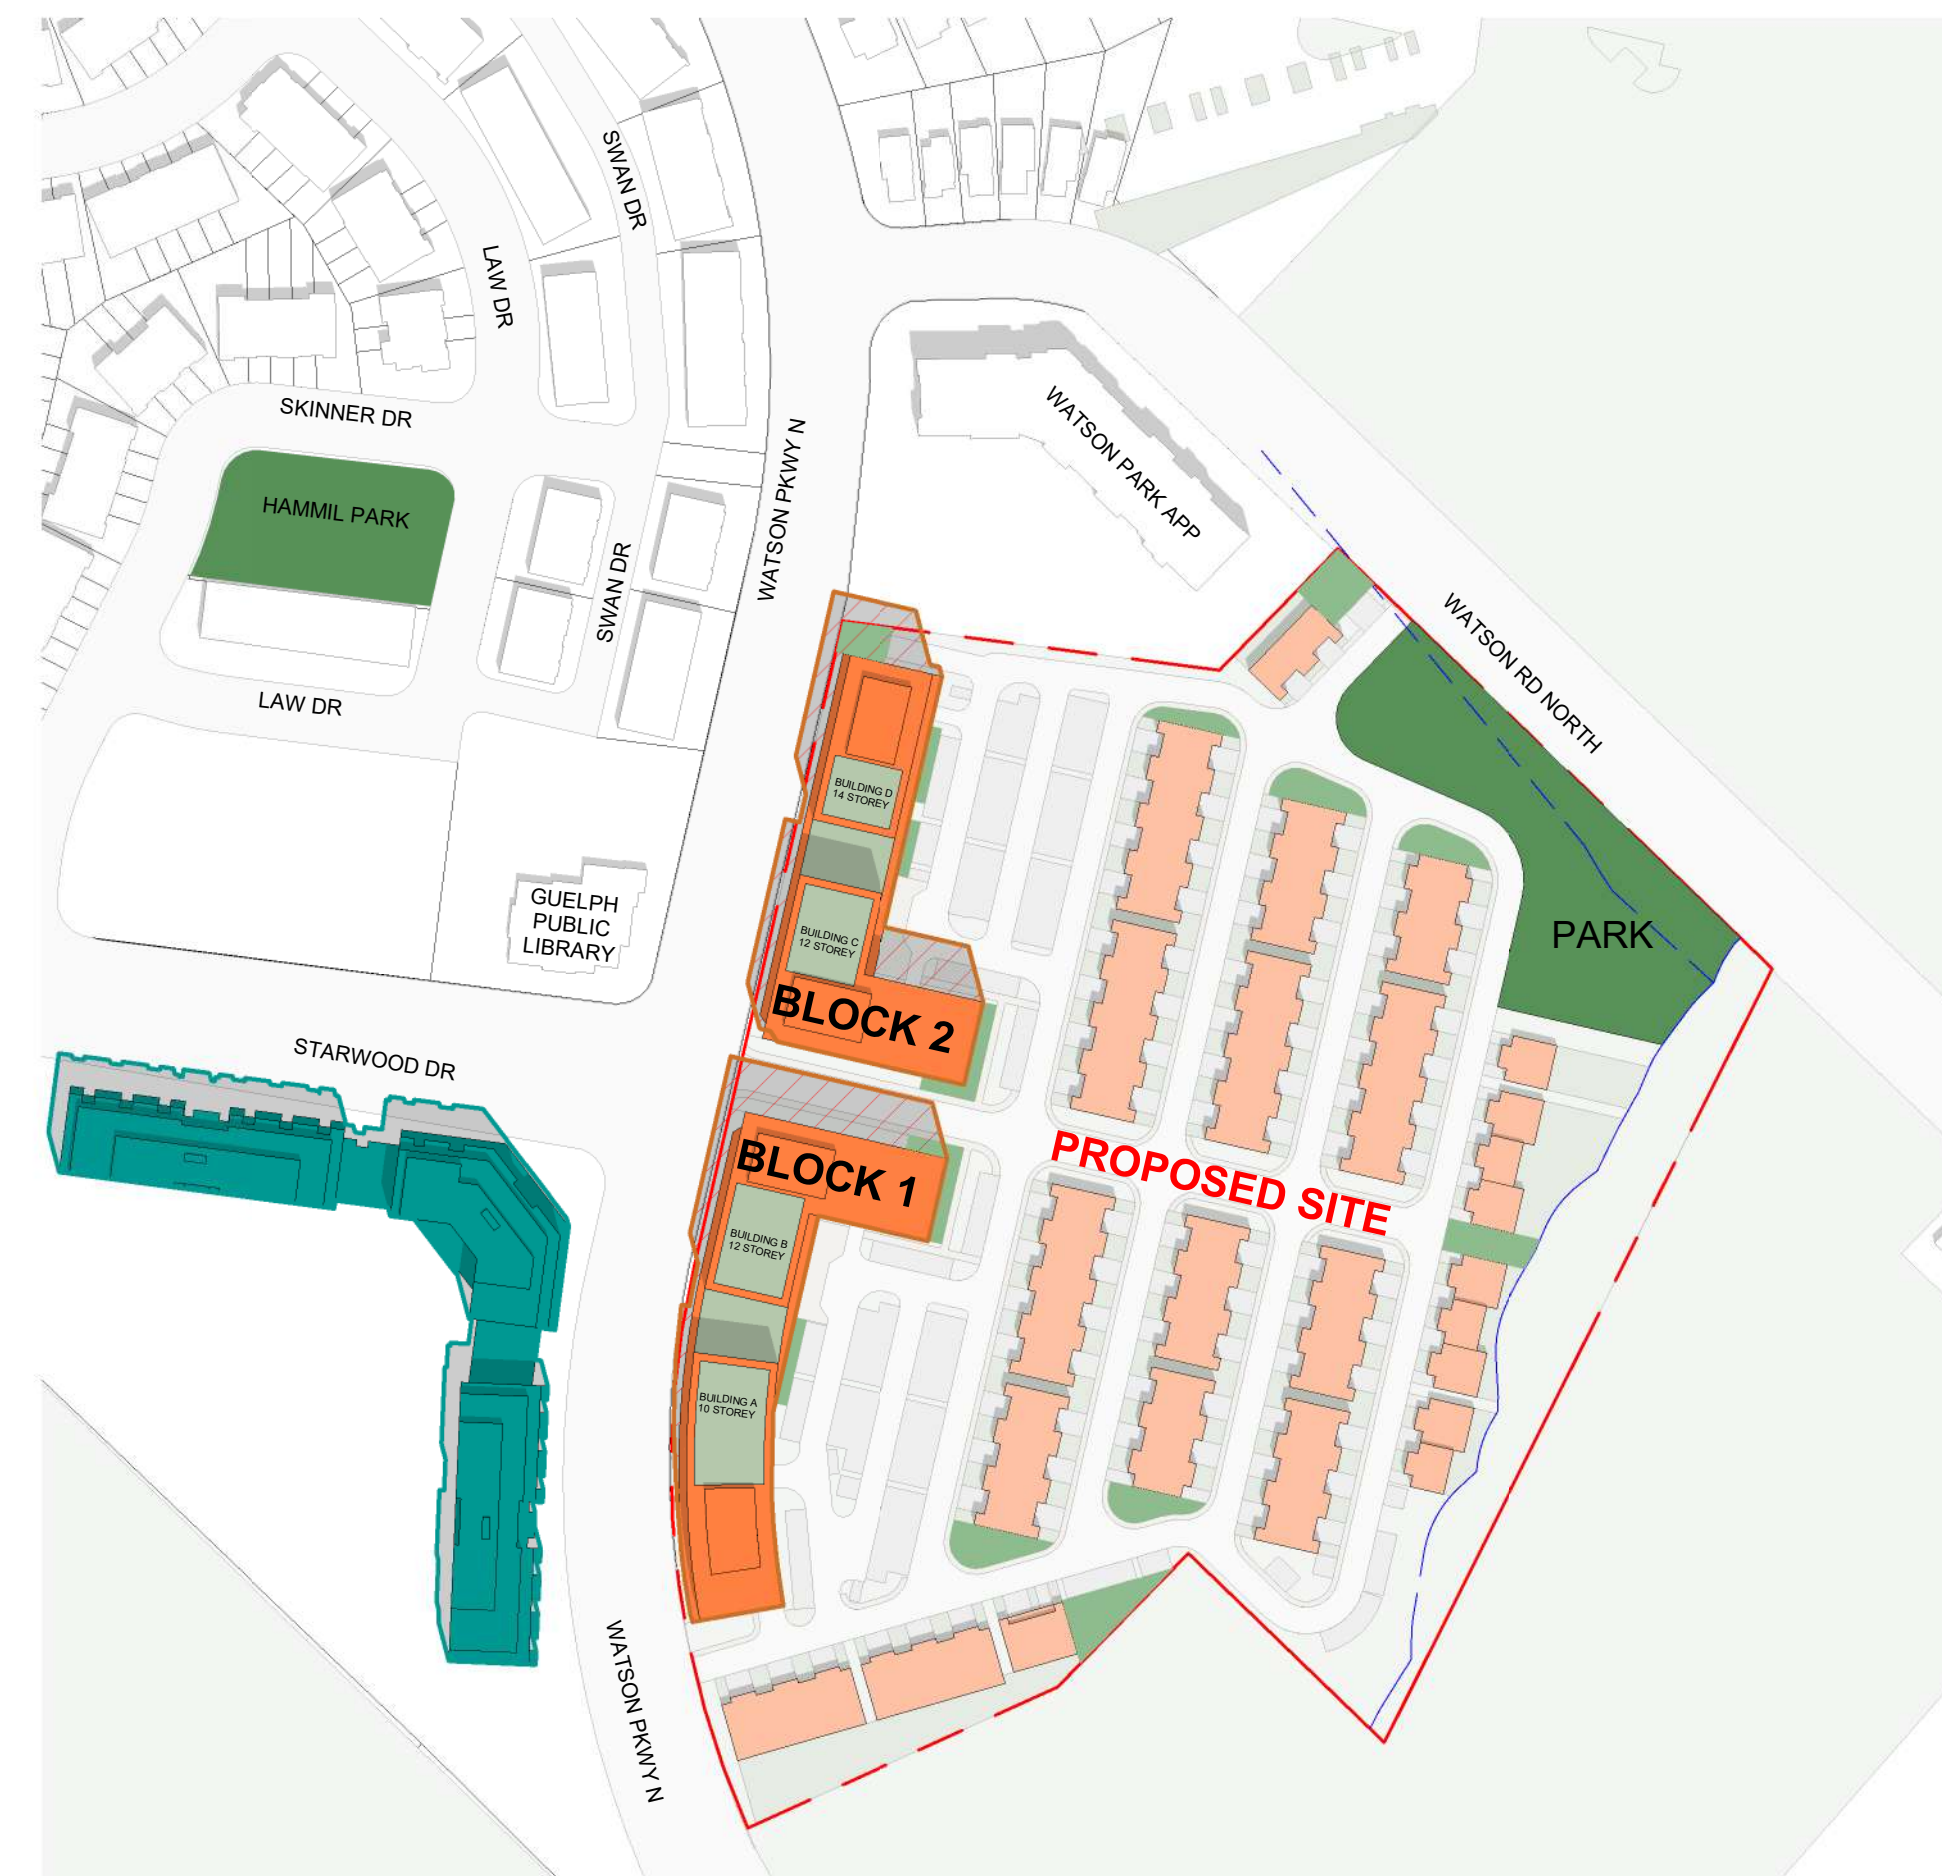 SWAN DR
LAW DR
SKINNER DR
WATSON PKWY N
WATSON PARK APP
HAMMIL PARK
SWAN DR
WATSON RD NORTH
LAW DR
BUILDING D
14 STOREY
GUELPH
PUBLIC
LIBRARY
BUILDING C
12 STOREY
PARK
BLOCK 2
STARWOOD DR
BLOCK 1
PROPOSED SITE
BUILDING B
12 STOREY
BUILDING A
10 STOREY
WATSON PKWY N